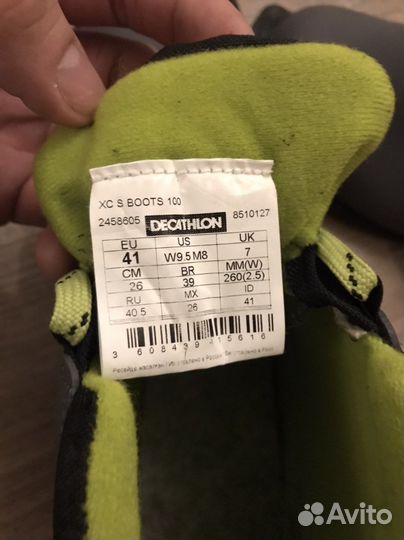 XC S BOOTS 100
2458605 DECATHLON 8510127
EU US UK
41 W9.5 M8 7
CM BR MM(W)
26 39 260(2.5)
RU MX ID
40.5 26 41
3 608439 215616
Avito